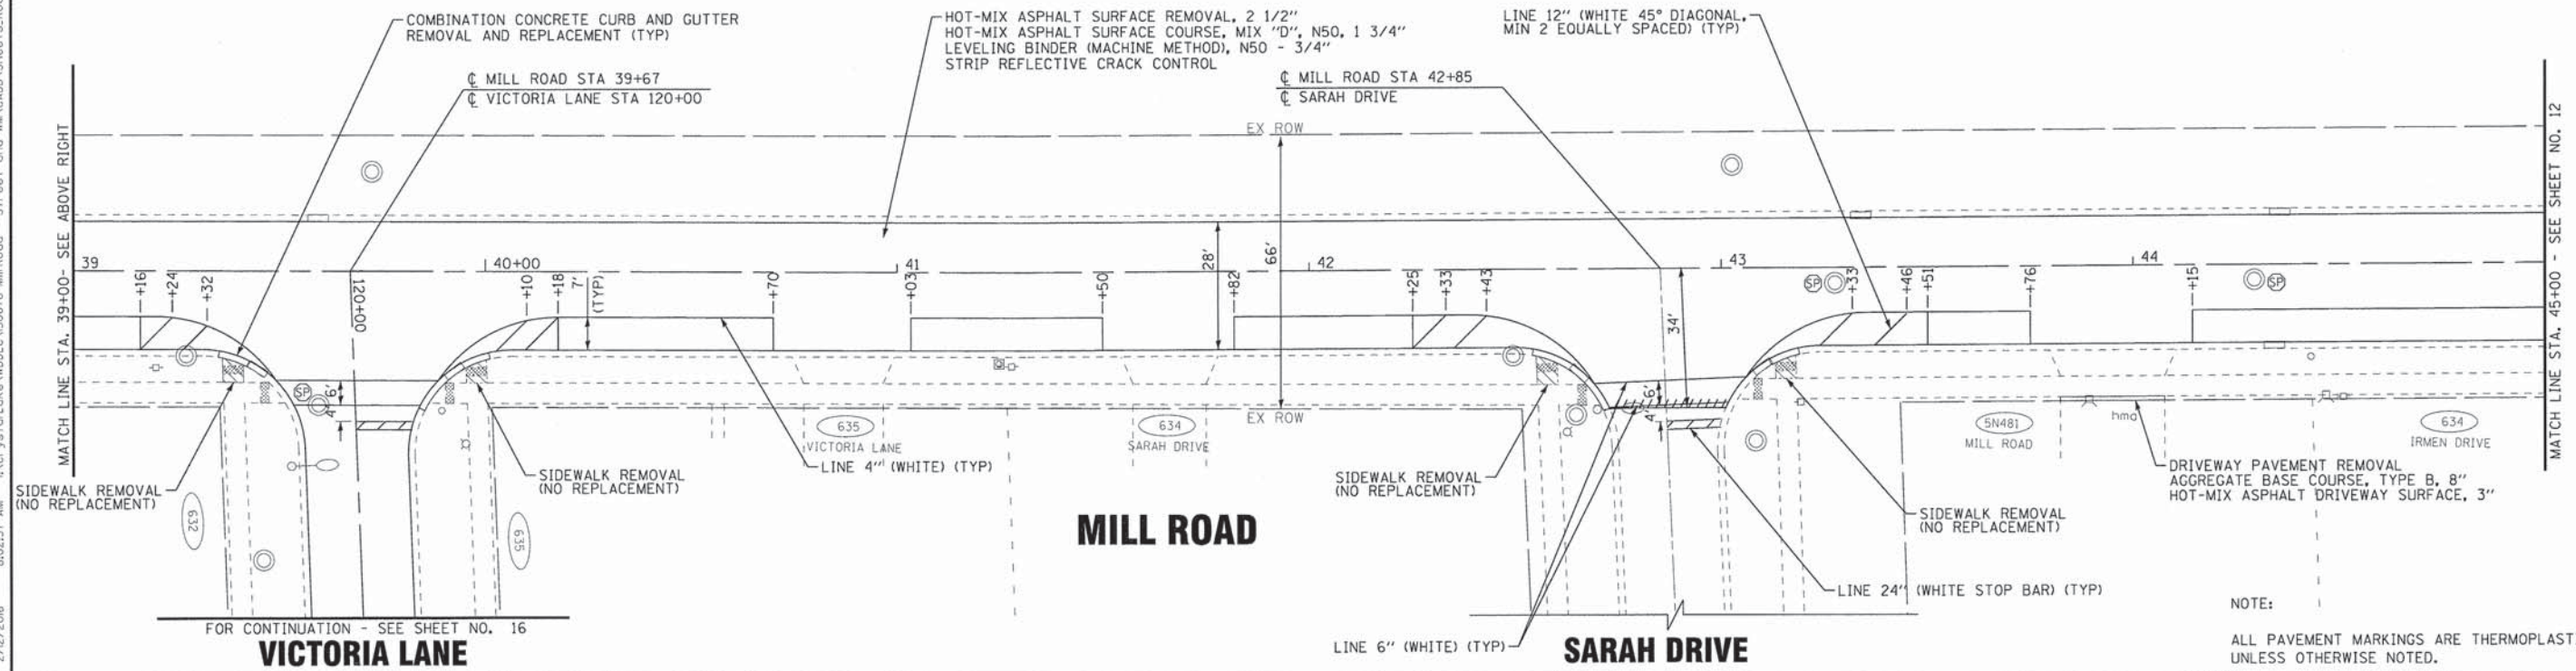 COMBINATION CONCRETE CURB AND GUTTER
REMOVAL AND REPLACEMENT (TYP)
HOT-MIX ASPHALT SURFACE REMOVAL, 2 1/2"
HOT-MIX ASPHALT SURFACE COURSE, MIX "D", N50, 1 3/4"
LEVELING BINDER (MACHINE METHOD), N50 - 3/4"
STRIP REFLECTIVE CRACK CONTROL
LINE 12" (WHITE 45° DIAGONAL,
MIN 2 EQUALLY SPACED) (TYP)
℄ MILL ROAD STA 39+67
℄ VICTORIA LANE STA 120+00
℄ MILL ROAD STA 42+85
℄ SARAH DRIVE
MATCH LINE STA. 39+00- SEE ABOVE RIGHT
MATCH LINE STA. 45+00 - SEE SHEET NO. 12
EX ROW
28'
66'
39
40+00
41
42
43
44
+16
+24
+32
120+00
+10
+18
7'
(TYP)
+70
+03
+50
+82
+25
+33
+43
34'
SP
+33
+46
+51
+76
+15
SP
SP
6'
4'
6'
4'
EX ROW
635
VICTORIA LANE
634
SARAH DRIVE
5N481
MILL ROAD
hma
634
IRMEN DRIVE
LINE 4" (WHITE) (TYP)
SIDEWALK REMOVAL
(NO REPLACEMENT)
SIDEWALK REMOVAL
(NO REPLACEMENT)
SIDEWALK REMOVAL
(NO REPLACEMENT)
DRIVEWAY PAVEMENT REMOVAL
AGGREGATE BASE COURSE, TYPE B, 8"
HOT-MIX ASPHALT DRIVEWAY SURFACE, 3"
SIDEWALK REMOVAL
(NO REPLACEMENT)
632
635
MILL ROAD
LINE 24" (WHITE STOP BAR) (TYP)
FOR CONTINUATION - SEE SHEET NO. 16
VICTORIA LANE
LINE 6" (WHITE) (TYP)
SARAH DRIVE
NOTE:
ALL PAVEMENT MARKINGS ARE THERMOPLAST
UNLESS OTHERWISE NOTED.